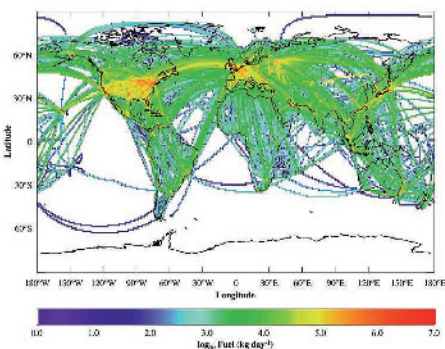 60°N
30°N
0°
30°S
60°S
Latitude
180°W 150°W 120°W 90°W 60°W 30°W 0° 30°E 60°E 90°E 120°E 150°E 180°E
Longitude
0.0 1.0 2.0 3.0 4.0 5.0 6.0 7.0
log₁₀ Fuel (kg day⁻¹)